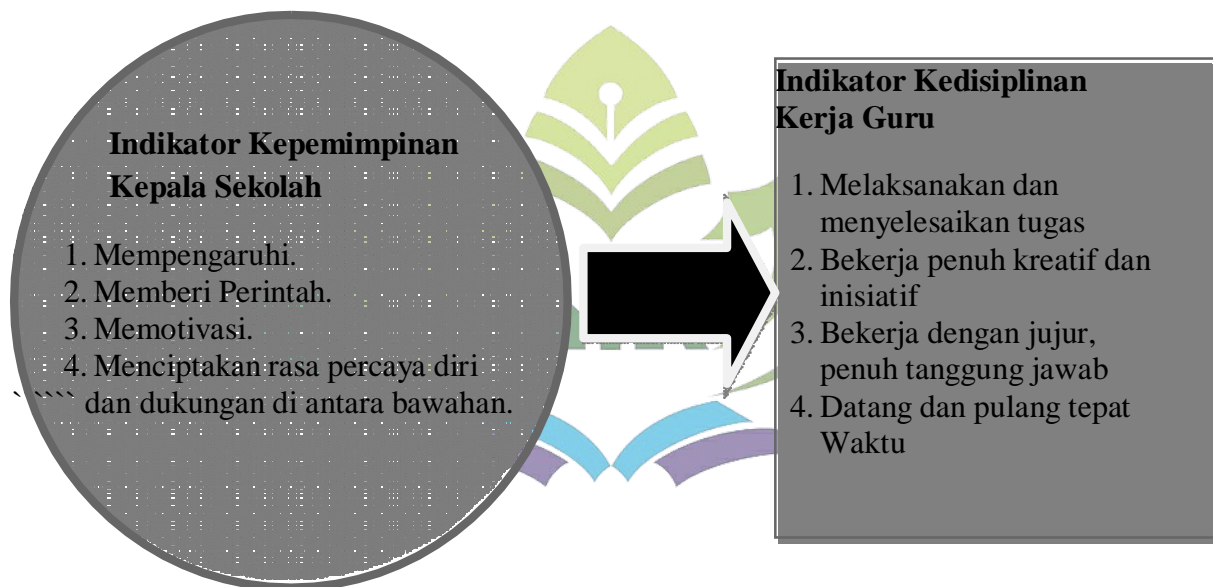 Indikator Kepemimpinan
Kepala Sekolah
1. Mempengaruhi.
2. Memberi Perintah.
3. Memotivasi.
4. Menciptakan rasa percaya diri
` ```` dan dukungan di antara bawahan.
Indikator Kedisiplinan
Kerja Guru
1. Melaksanakan dan
menyelesaikan tugas
2. Bekerja penuh kreatif dan
inisiatif
3. Bekerja dengan jujur,
penuh tanggung jawab
4. Datang dan pulang tepat
Waktu